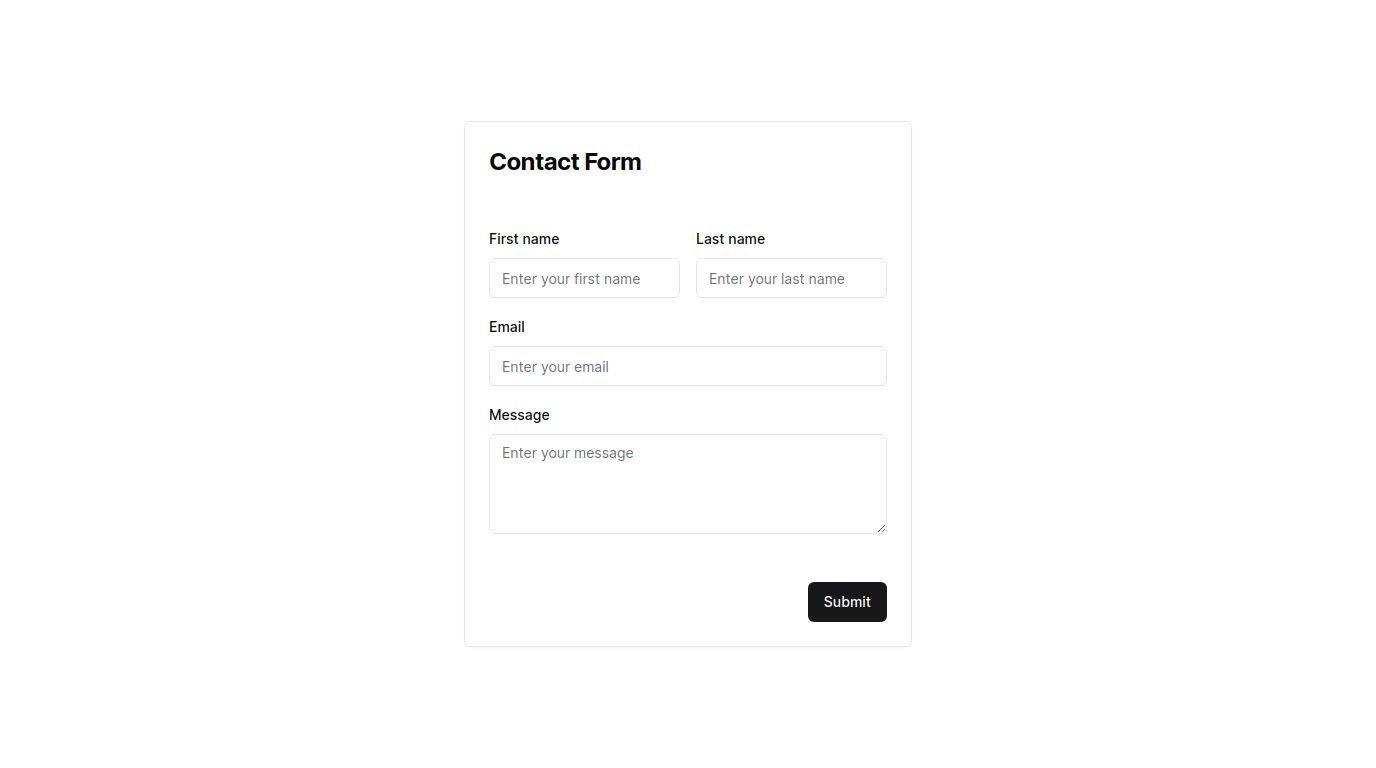 Contact Form
First name
Last name
Enter your first name
Enter your last name
Email
Enter your email
Message
Enter your message
Submit